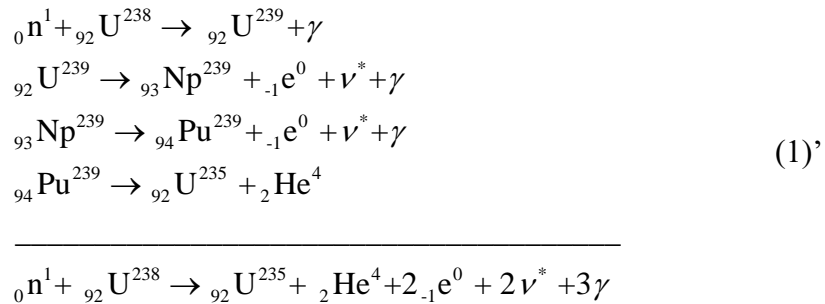 ₀n¹+₉₂U²³⁸ → ₉₂U²³⁹+γ
₉₂U²³⁹ → ₉₃Np²³⁹ +₋₁e⁰ +ν*+γ
₉₃Np²³⁹ → ₉₄Pu²³⁹+₋₁e⁰ +ν*+γ
(1)’
₉₄Pu²³⁹ → ₉₂U²³⁵ +₂He⁴
₀n¹+ ₉₂U²³⁸ → ₉₂U²³⁵+ ₂He⁴+2₋₁e⁰ + 2ν* +3γ